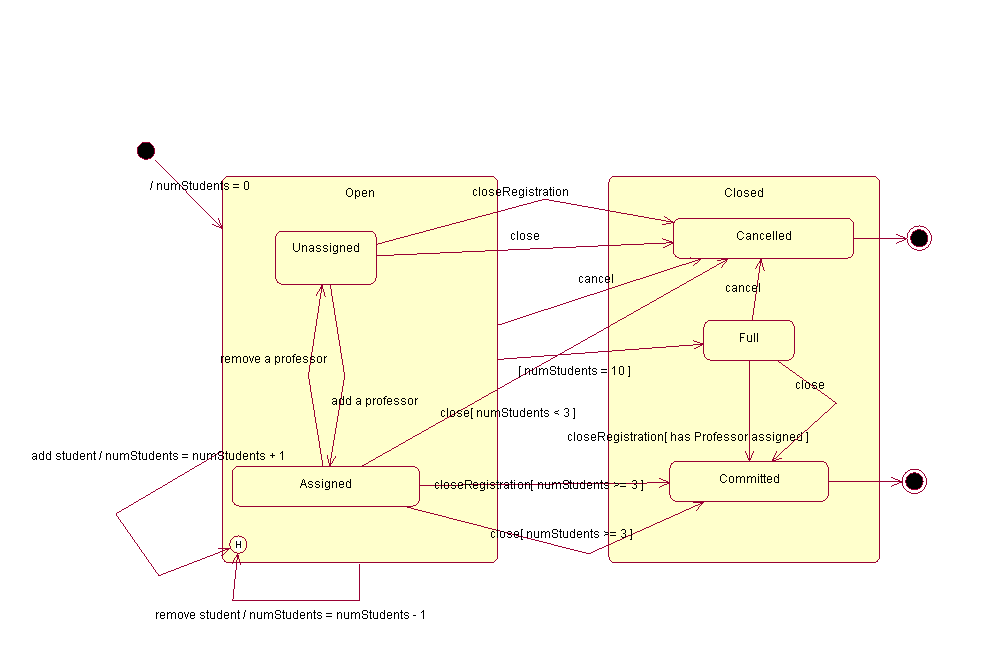 / numStudents = 0
Open
closeRegistration
Closed
Unassigned
close
Cancelled
cancel
cancel
Full
remove a professor
[ numStudents = 10 ]
close
add a professor
close[ numStudents < 3 ]
closeRegistration[ has Professor assigned ]
add student / numStudents = numStudents + 1
Assigned
closeRegistration[ numStudents >= 3 ]
Committed
close[ numStudents >= 3 ]
H
remove student / numStudents = numStudents - 1